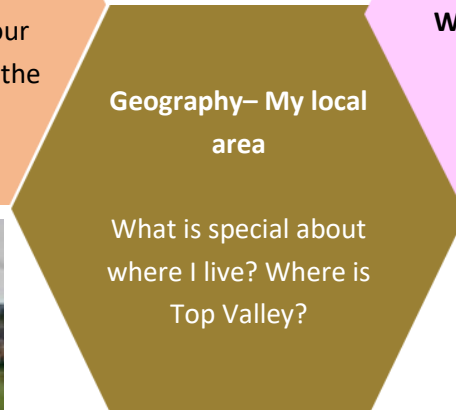 our
the
W
Geography– My local
area
What is special about
where I live? Where is
Top Valley?